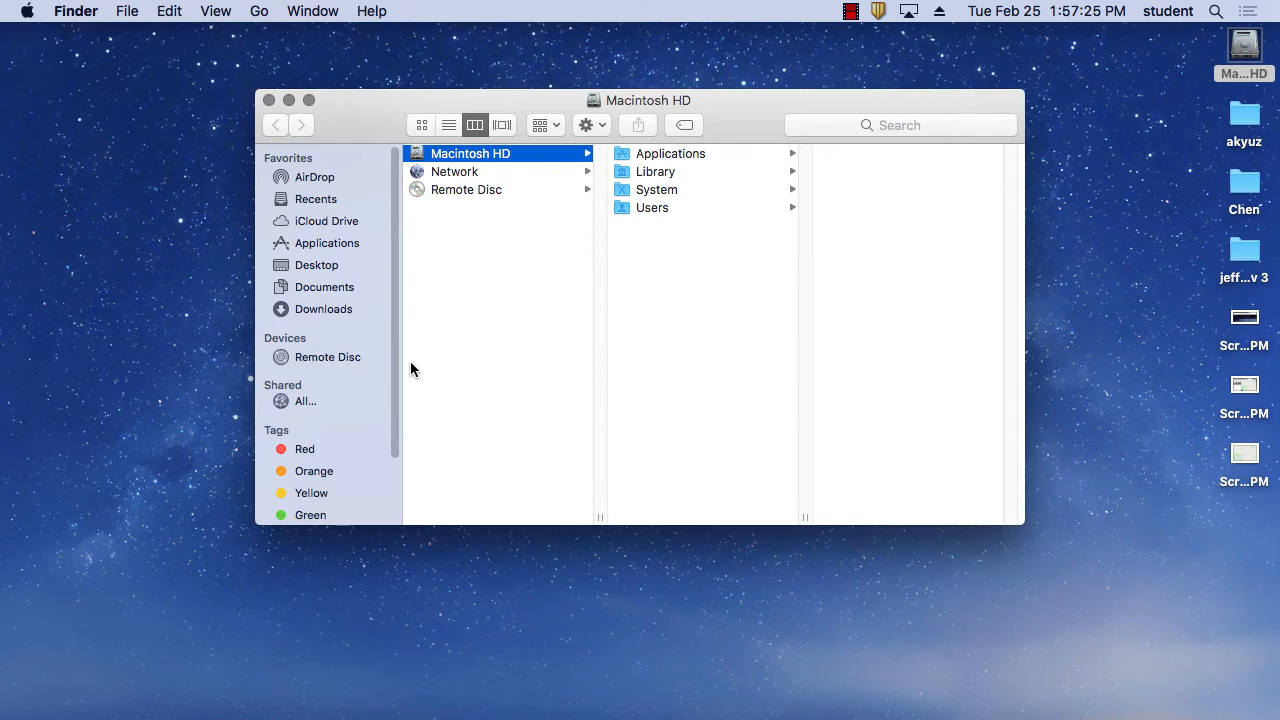 Finder File Edit View Go Window Help Tue Feb 25 1:57:25 PM student
Ma...HD
akyuz
Chen
jeff...v 3
Scr...PM
Scr...PM
Scr...PM
Macintosh HD
Search
Favorites
AirDrop
Recents
iCloud Drive
Applications
Desktop
Documents
Downloads
Devices
Remote Disc
Shared
All...
Tags
Red
Orange
Yellow
Green
Macintosh HD
Network
Remote Disc
Applications
Library
System
Users